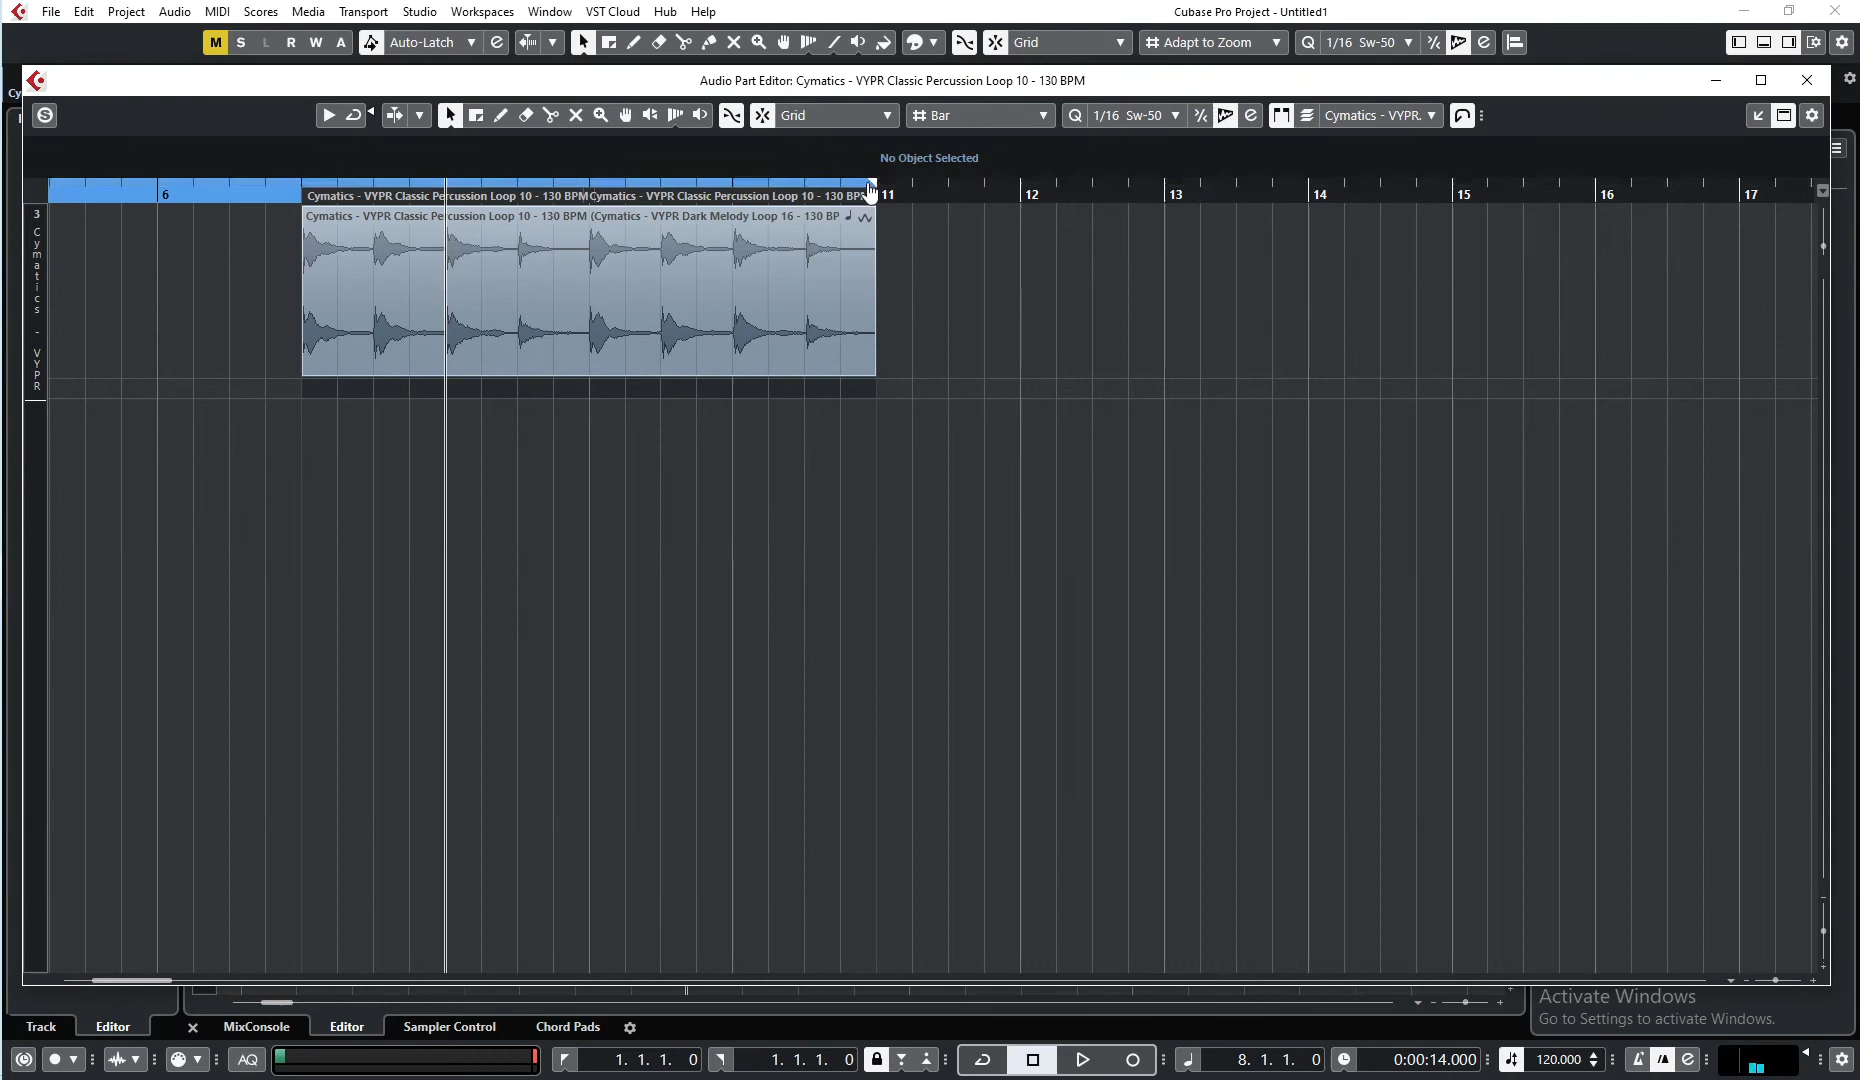 File Edit Project Audio MIDI Scores Media Transport Studio Workspaces Window VST Cloud Hub Help Cubase Pro Project - Untitled1
M S L R W A Auto-Latch Grid Adapt to Zoom Q 1/16 Sw-50
Audio Part Editor: Cymatics - VYPR Classic Percussion Loop 10 - 130 BPM
Cy
S Grid Bar Q 1/16 Sw-50 Cymatics - VYPR.
No Object Selected
6 11 12 13 14 15 16 17
Cymatics - VYPR Classic Percussion Loop 10 - 130 BPM Cymatics - VYPR Classic Percussion Loop 10 - 130 BP
3 Cymatics - VYPR
Cymatics - VYPR Classic Percussion Loop 10 - 130 BPM (Cymatics - VYPR Dark Melody Loop 16 - 130 BP
Activate Windows
Go to Settings to activate Windows.
Track Editor MixConsole Editor Sampler Control Chord Pads
AQ 1. 1. 1. 0 1. 1. 1. 0 8. 1. 1. 0 0:00:14.000 120.000